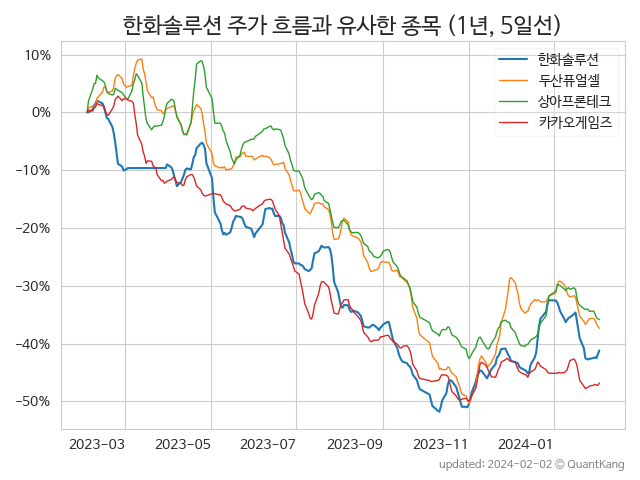 한화솔루션 주가 흐름과 유사한 종목 (1년, 5일선)
10%
0%
−10%
−20%
−30%
−40%
−50%
한화솔루션
두산퓨얼셀
상아프론테크
카카오게임즈
2023−03
2023−05
2023−07
2023−09
2023−11
2024−01
updated: 2024-02-02 © QuantKang